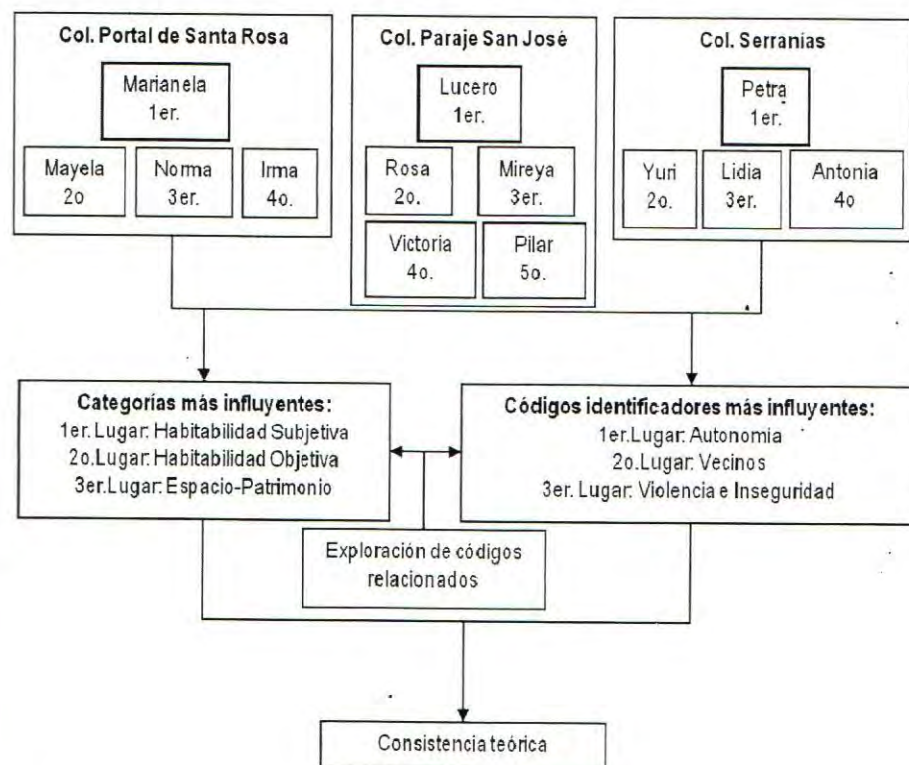 Col. Portal de Santa Rosa
Marianela
1er.
Mayela
2o
Norma
3er.
Irma
4o.
Col. Paraje San José
Lucero
1er.
Rosa
2o.
Mireya
3er.
Victoria
4o.
Pilar
5o.
Col. Serranías
Petra
1er.
Yuri
2o.
Lidia
3er.
Antonia
4o
Categorías más influyentes:
1er. Lugar: Habitabilidad Subjetiva
2o.Lugar: Habitabilidad Objetiva
3er.Lugar: Espacio-Patrimonio
Códigos identificadores más influyentes:
1er.Lugar: Autonomía
2o.Lugar: Vecinos
3er. Lugar: Violencia e Inseguridad
Exploración de códigos
relacionados
Consistencia teórica